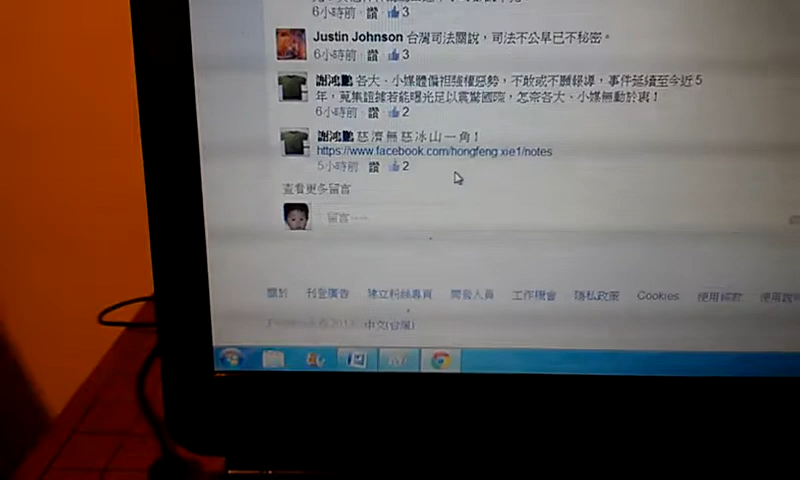 6小時前 · 讚 · 3
Justin Johnson 台灣司法關說，司法不公早已不秘密。
6小時前 · 讚 · 3
謝鴻鵬 各大、小媒體偏袒強權惡勢，不敢或不願報導，事件延續至今近5
年，蒐集證據若能曝光足以震驚國際，怎奈各大、小媒無動於衷！
6小時前 · 讚 · 2
謝鴻鵬 慈濟無慈冰山一角！
https://www.facebook.com/hongfeng.xie1/notes
5小時前 · 讚 · 2
查看更多留言
留言……
關於 刊登廣告 建立粉絲專頁 開發人員 工作機會 隱私政策 Cookies 使用條款
中文(台灣)